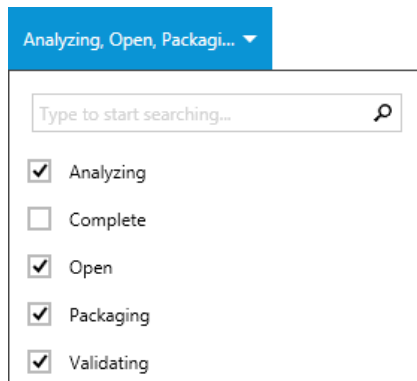 Analyzing, Open, Packagi...
Type to start searching...
Analyzing
Complete
Open
Packaging
Validating